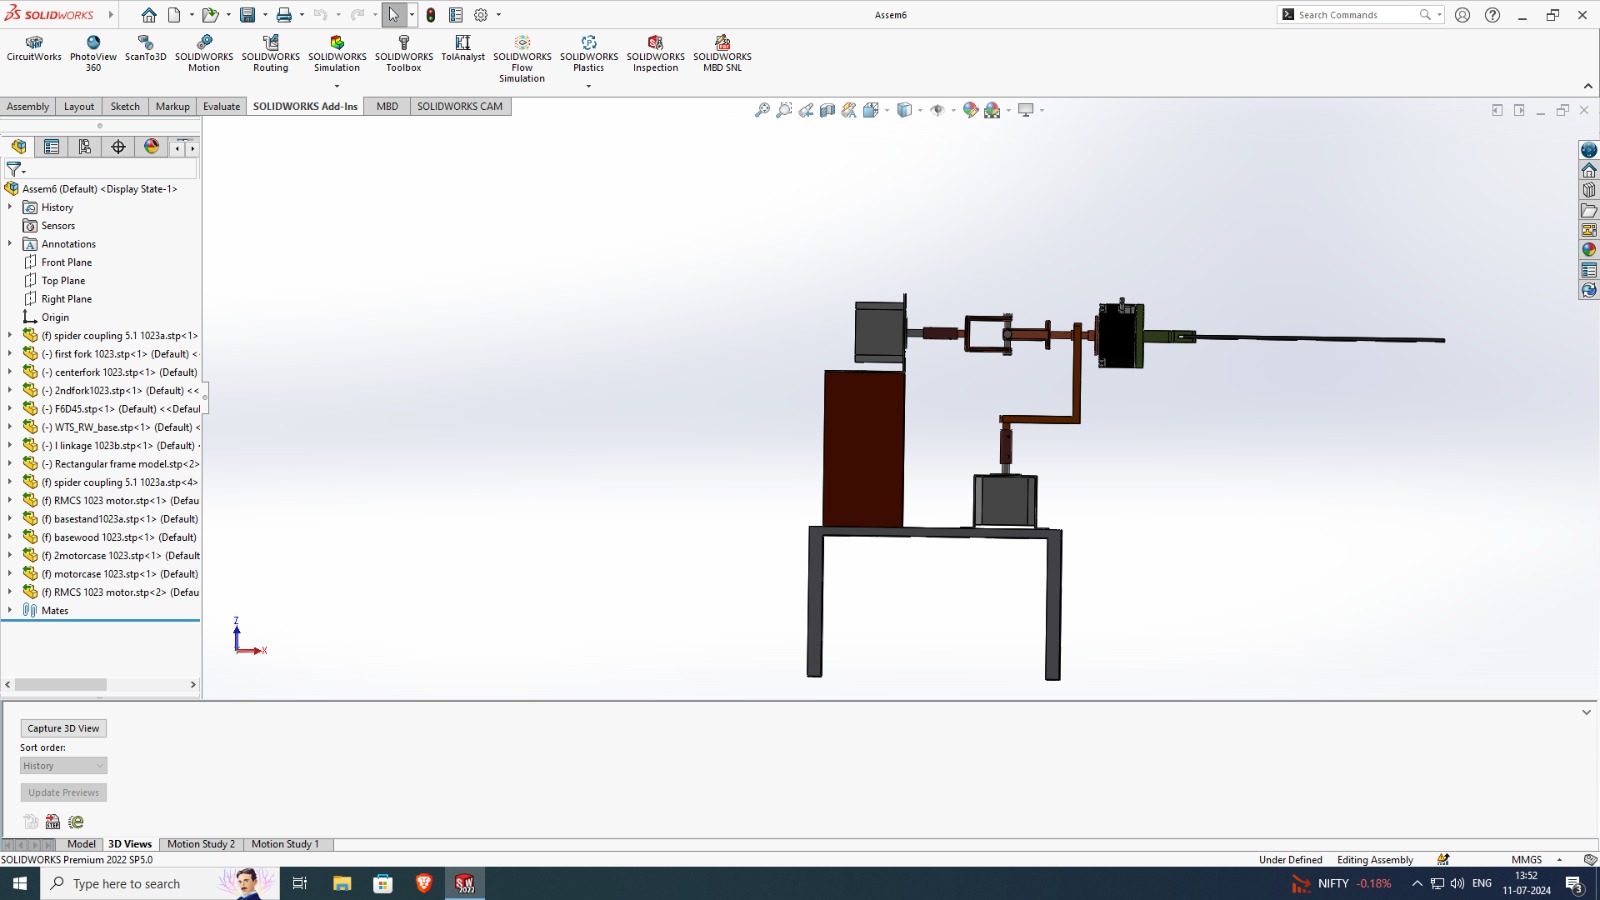 SOLIDWORKS
Assem6
Search Commands
CircuitWorks
PhotoView 360
ScanTo3D
SOLIDWORKS Motion
SOLIDWORKS Routing
SOLIDWORKS Simulation
SOLIDWORKS Toolbox
TolAnalyst
SOLIDWORKS Flow Simulation
SOLIDWORKS Plastics
SOLIDWORKS Inspection
SOLIDWORKS MBD SNL
Assembly
Layout
Sketch
Markup
Evaluate
SOLIDWORKS Add-Ins
MBD
SOLIDWORKS CAM
Assem6 (Default) <Display State-1>
History
Sensors
Annotations
Front Plane
Top Plane
Right Plane
Origin
(f) spider coupling 5.1 1023a.stp<1>
(-) first fork 1023.stp<1> (Default) <
(-) centerfork 1023.stp<1> (Default)
(-) 2ndfork1023.stp<1> (Default) <<
(-) F6D45.stp<1> (Default) <<Defaul
(-) WTS_RW_base.stp<1> (Default) <
(-) I linkage 1023b.stp<1> (Default)
(-) Rectangular frame model.stp<2>
(f) spider coupling 5.1 1023a.stp<4>
(f) RMCS 1023 motor.stp<1> (Defau
(f) basestand1023a.stp<1> (Default)
(f) basewood 1023.stp<1> (Default)
(f) 2motorcase 1023.stp<1> (Default
(f) motorcase 1023.stp<1> (Default)
(f) RMCS 1023 motor.stp<2> (Defau
Mates
Z
X
Capture 3D View
Sort order:
History
Update Previews
Model
3D Views
Motion Study 2
Motion Study 1
SOLIDWORKS Premium 2022 SP5.0
Under Defined
Editing Assembly
MMGS
Type here to search
NIFTY -0.18%
ENG
13:52
11-07-2024
3